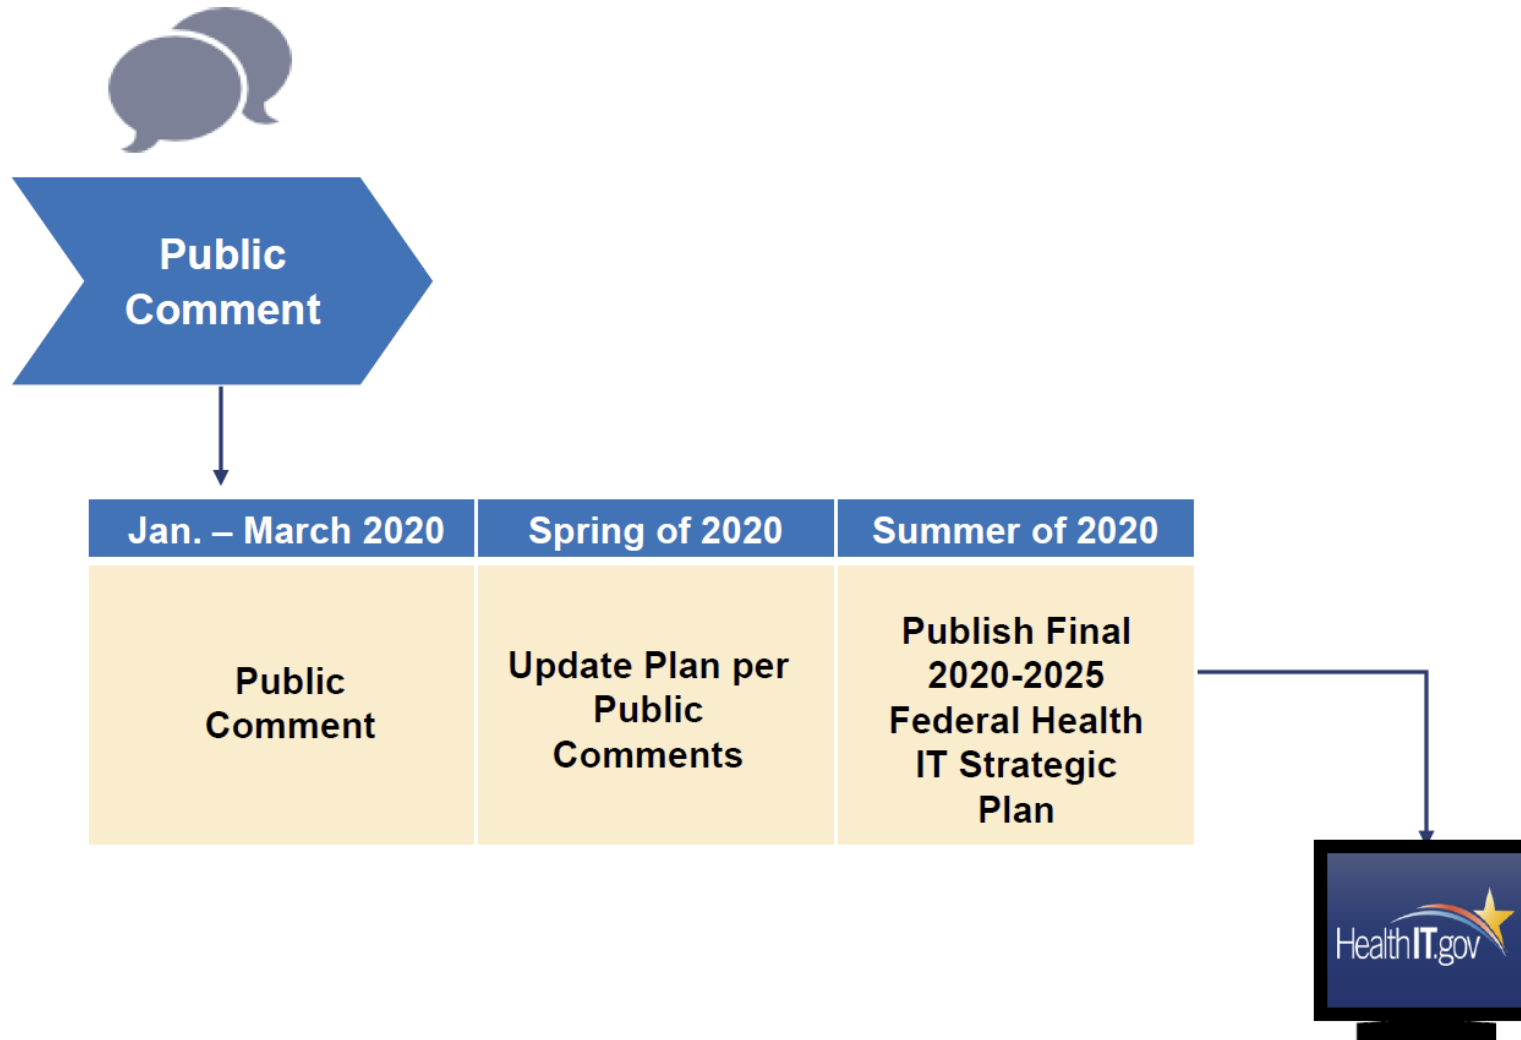 Public
Comment
Jan. – March 2020
Spring of 2020
Summer of 2020
Public
Comment
Update Plan per
Public
Comments
Publish Final
2020-2025
Federal Health
IT Strategic
Plan
HealthIT.gov